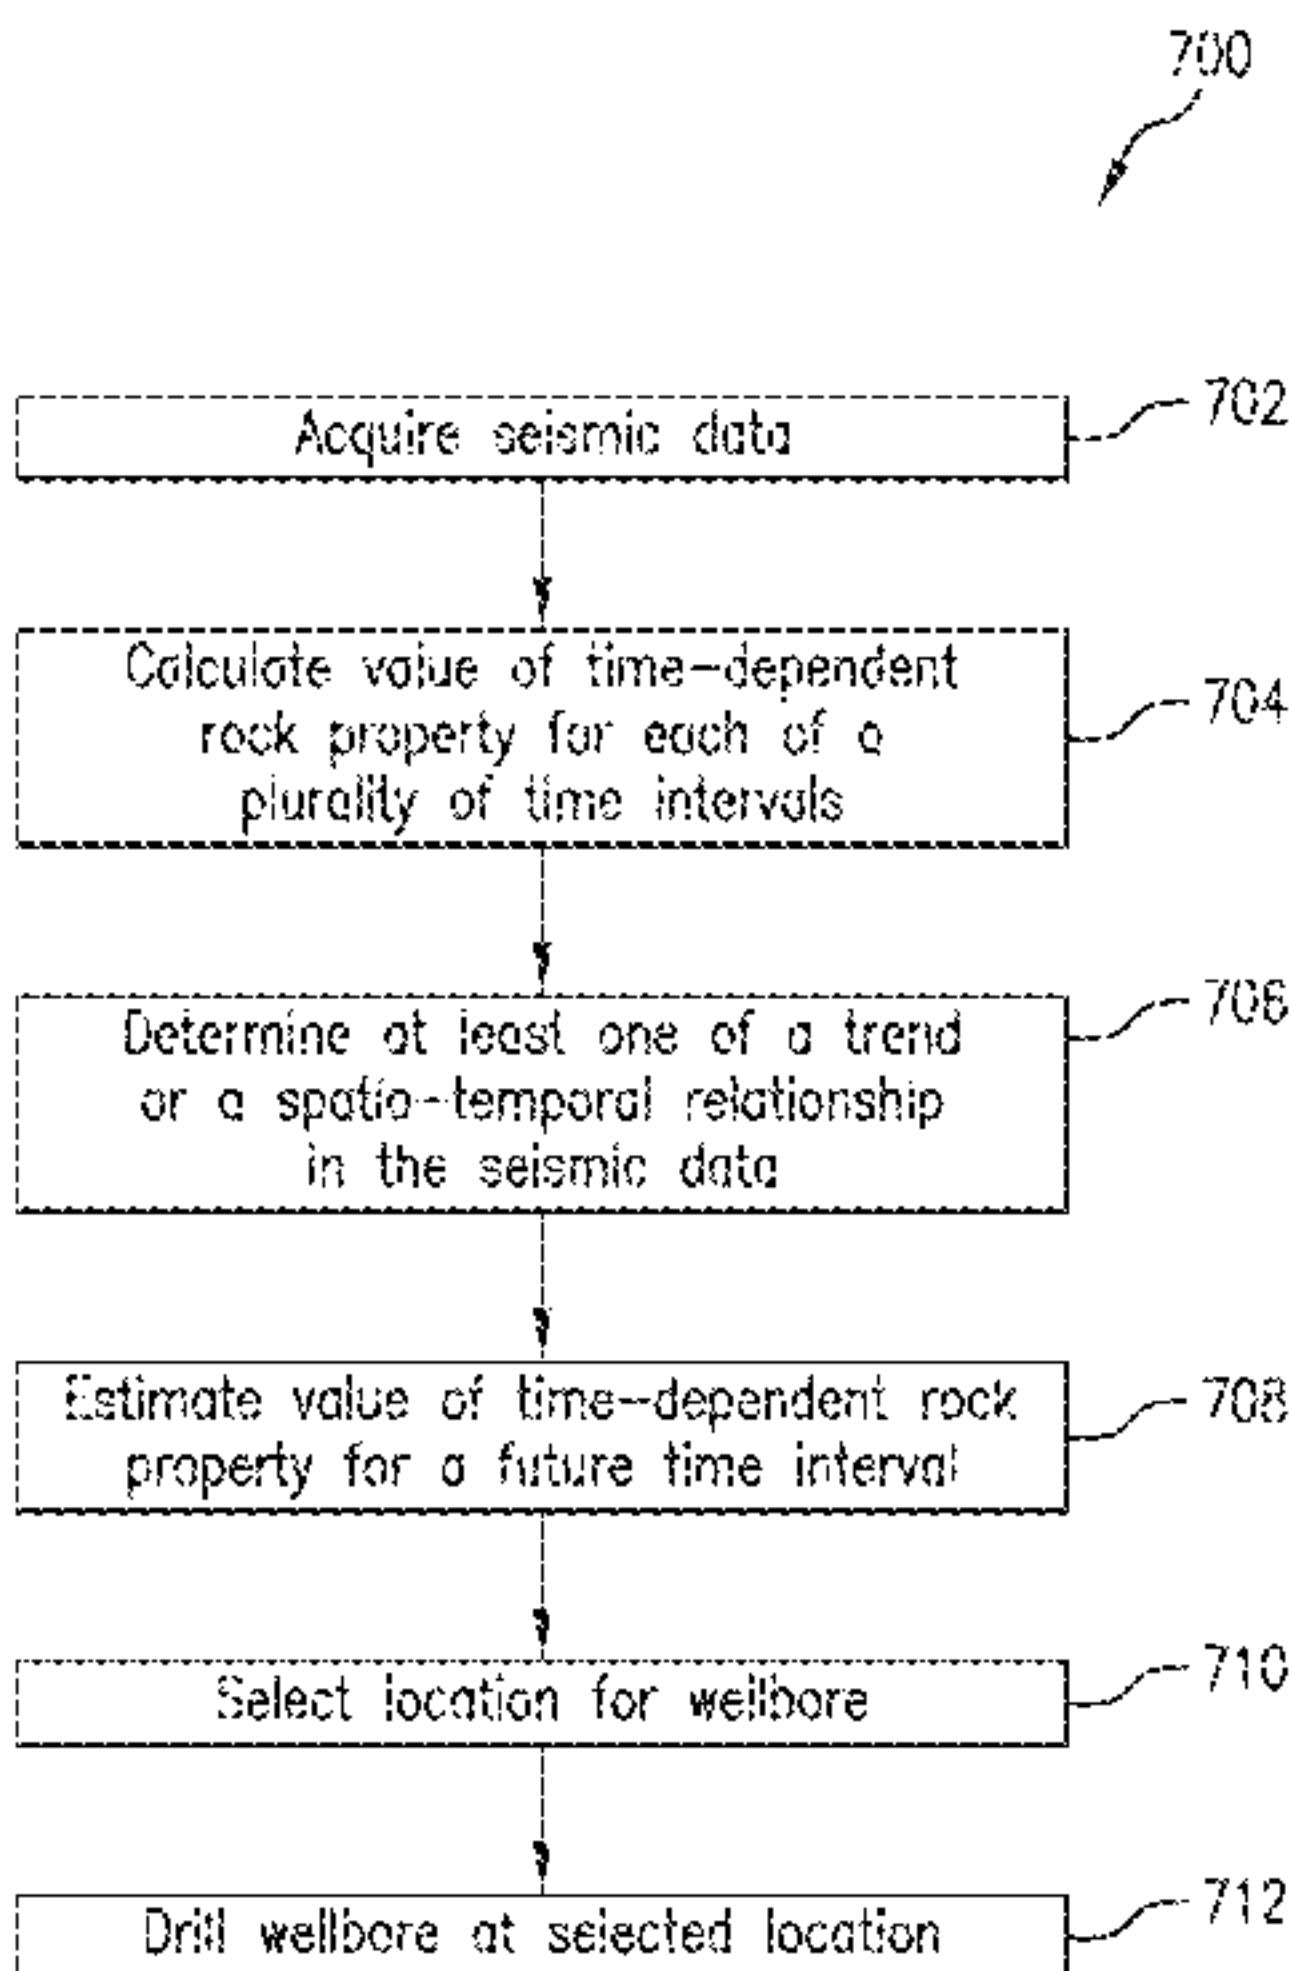 700
Acquire seismic data
702
Calculate value of time-dependent
rock property for each of a
plurality of time intervals
704
Determine at least one of a trend
or a spatio-temporal relationship
in the seismic data
706
Estimate value of time-dependent rock
property for a future time interval
708
Select location for wellbore
710
Drill wellbore at selected location
712